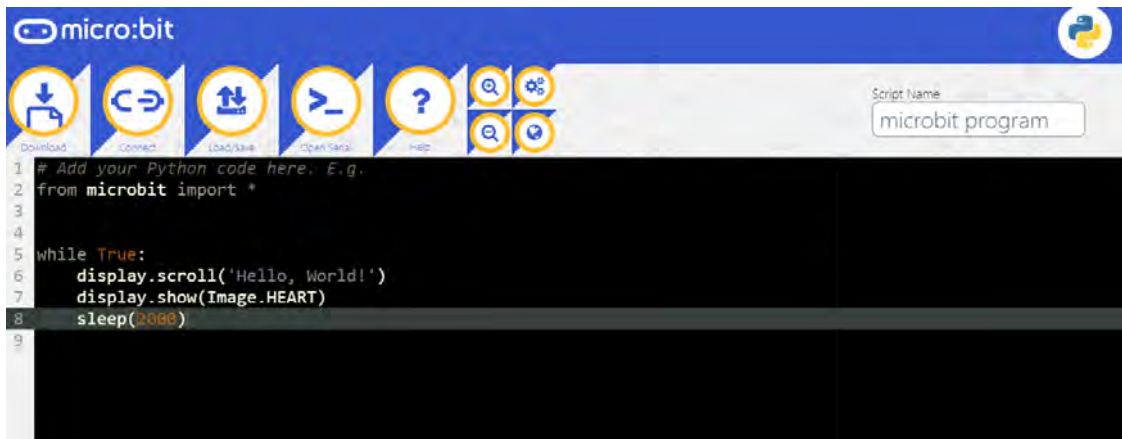 micro:bit
Download Connect Load/Save Open Serial Help
Script Name
microbit program
1 # Add your Python code here. E.g.
2 from microbit import *
3
4
5 while True:
6     display.scroll('Hello, World!')
7     display.show(Image.HEART)
8     sleep(2000)
9